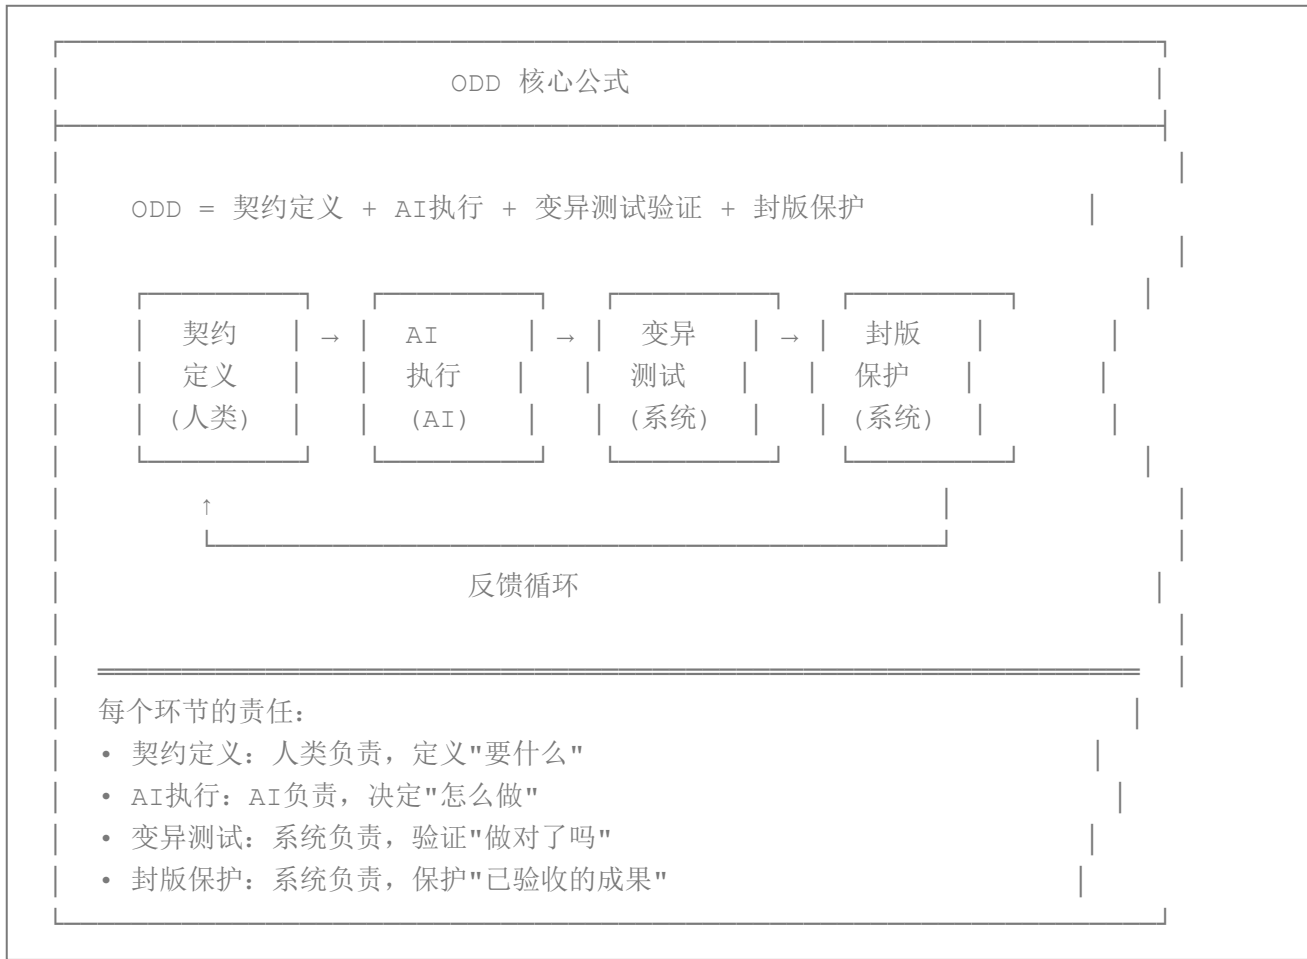 ODD 核心公式
ODD = 契约定义 + AI执行 + 变异测试验证 + 封版保护
契约 → AI → 变异 → 封版
定义 执行 测试 保护
(人类) (AI) (系统) (系统)
↑
反馈循环
每个环节的责任:
• 契约定义: 人类负责, 定义"要什么"
• AI执行: AI负责, 决定"怎么做"
• 变异测试: 系统负责, 验证"做对了吗"
• 封版保护: 系统负责, 保护"已验收的成果"